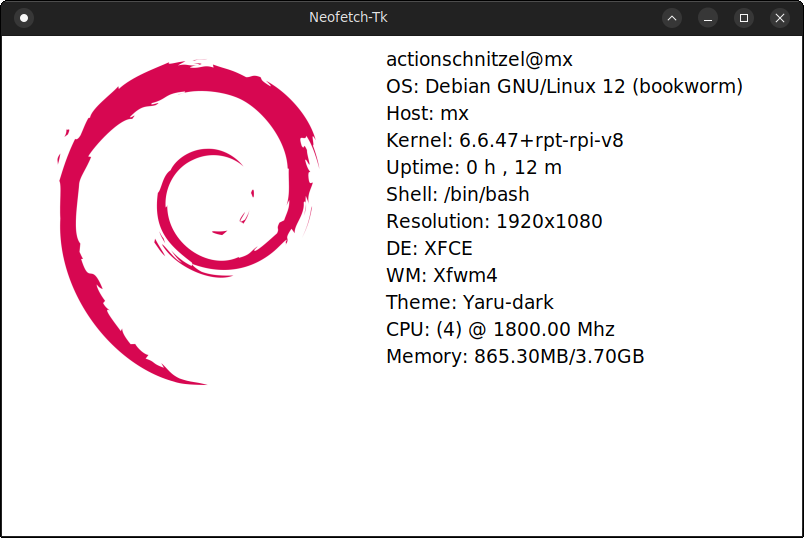 Neofetch-Tk
actionschnitzel@mx
OS: Debian GNU/Linux 12 (bookworm)
Host: mx
Kernel: 6.6.47+rpt-rpi-v8
Uptime: 0 h , 12 m
Shell: /bin/bash
Resolution: 1920x1080
DE: XFCE
WM: Xfwm4
Theme: Yaru-dark
CPU: (4) @ 1800.00 Mhz
Memory: 865.30MB/3.70GB